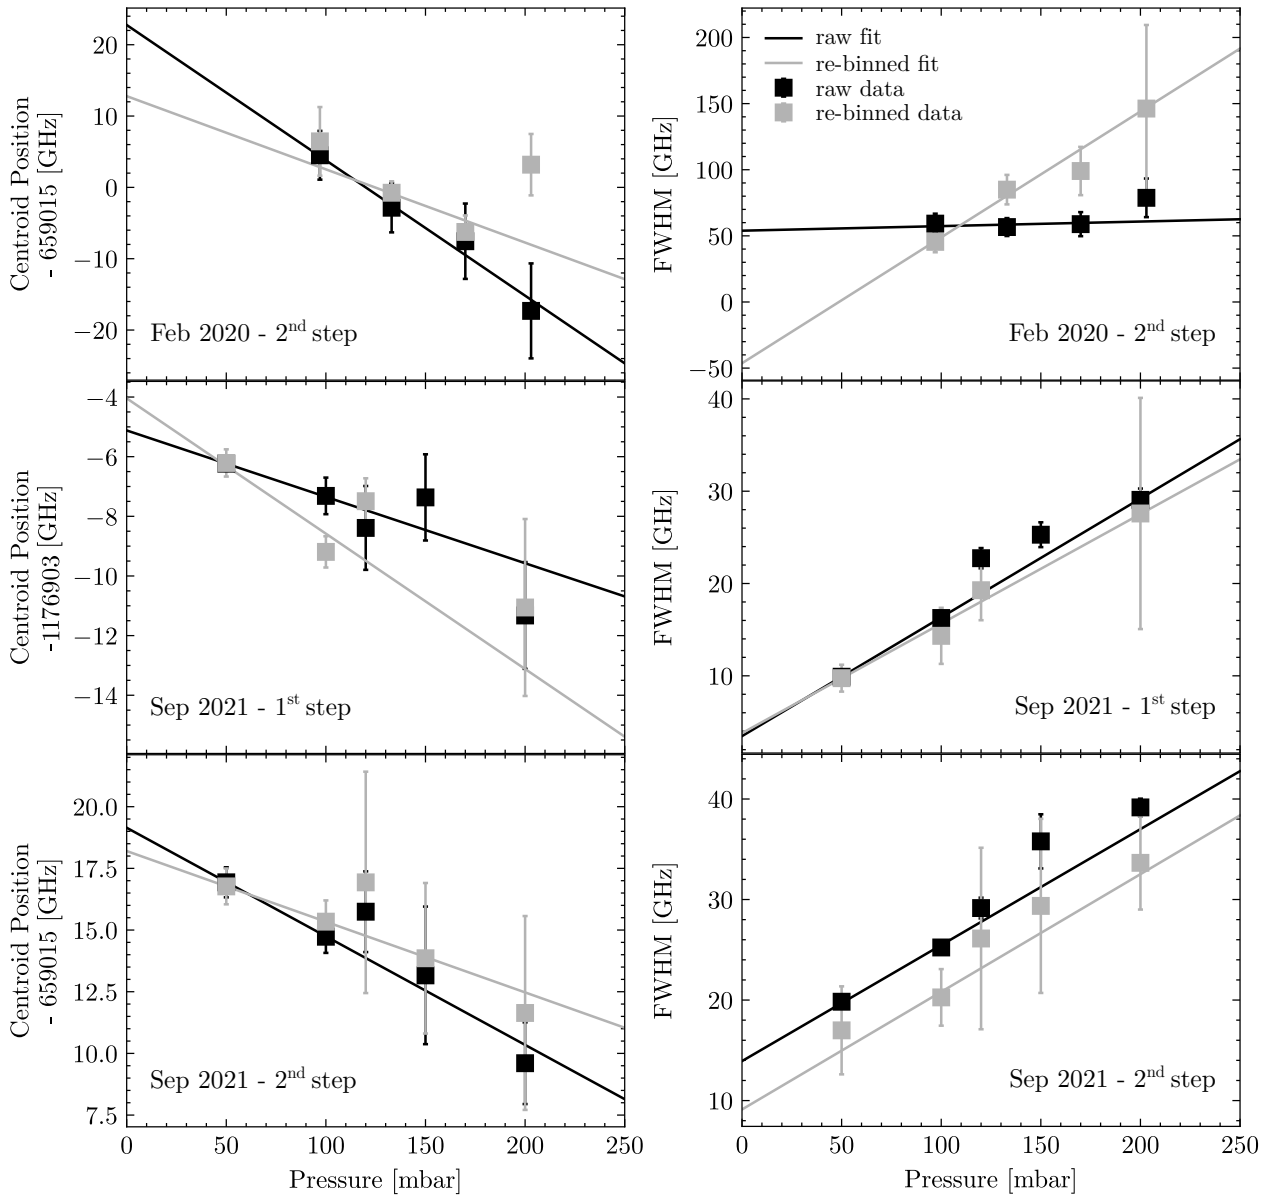 Centroid Position
- 659015 [GHz]
20
10
0
−10
−20
Feb 2020 - 2nd step
FWHM [GHz]
200
150
100
50
0
−50
raw fit
re-binned fit
raw data
re-binned data
Feb 2020 - 2nd step
Centroid Position
-1176903 [GHz]
−4
−6
−8
−10
−12
−14
Sep 2021 - 1st step
FWHM [GHz]
40
30
20
10
Sep 2021 - 1st step
Centroid Position
- 659015 [GHz]
20.0
17.5
15.0
12.5
10.0
7.5
Sep 2021 - 2nd step
0 50 100 150 200 250
Pressure [mbar]
FWHM [GHz]
40
30
20
10
Sep 2021 - 2nd step
0 50 100 150 200 250
Pressure [mbar]